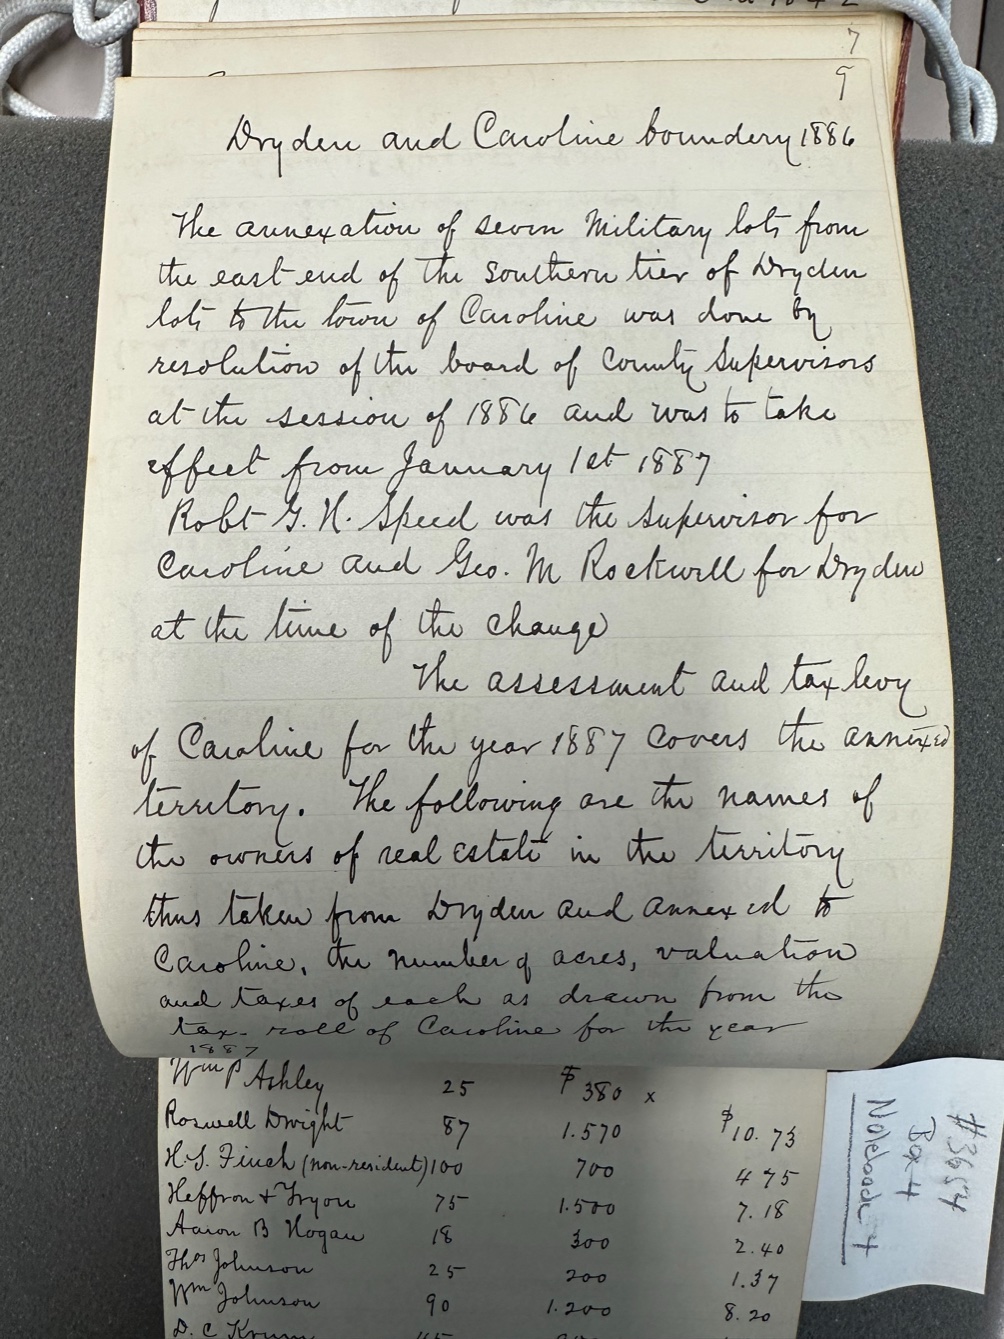 7
9
Dryden and Caroline boundery 1886
The annexation of seven Military lots from
the east end of the southern tier of Dryden
lots to the town of Caroline was done by
resolution of the board of County Supervisors
at the session of 1886 and was to take
effect from January 1st 1887
Robt G. H. Speed was the supervisor for
Caroline and Geo. M Rockwell for Dryden
at the time of the change
The assessment and tax levy
of Caroline for the year 1887 covers the annexed
territory. The following are the names of
the owners of real estate in the territory
thus taken from Dryden and annexed to
Caroline, the number of acres, valuation
and taxes of each as drawn from the
tax-roll of Caroline for the year
1887
Wm P Ashley 25 $380 x
Roswell Dwight 87 1.570 $10.73
H. S. Finch (non-resident) 100 700 475
Heffron & Tryon 75 1.500 7.18
Aaron B Hogan 18 300 2.40
Thos Johnson 25 200 1.37
Wm Johnson 90 1.200 8.20
D. C Krum
#3654
Box 4
Notebook 4